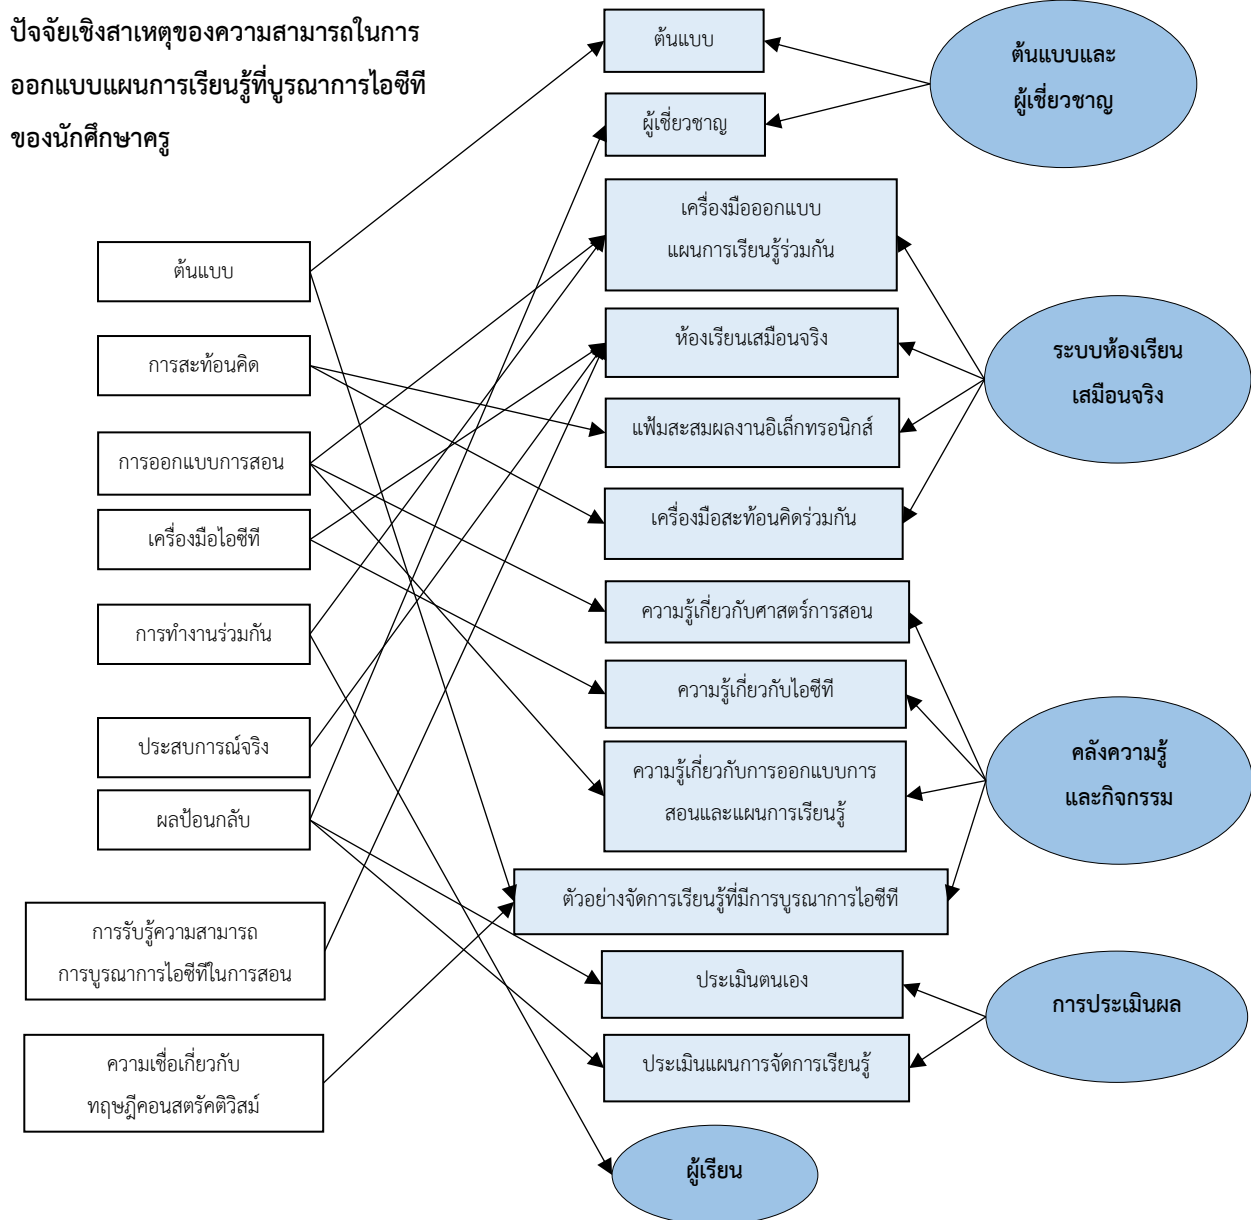 ปัจจัยเชิงสาเหตุของความสามารถในการ
ออกแบบแผนการเรียนรู้ที่บูรณาการไอซีที
ของนักศึกษาครู
ต้นแบบ
การสะท้อนคิด
การออกแบบการสอน
เครื่องมือไอซีที
การทำงานร่วมกัน
ประสบการณ์จริง
ผลป้อนกลับ
การรับรู้ความสามารถ
การบูรณาการไอซีทีในการสอน
ความเชื่อเกี่ยวกับ
ทฤษฎีคอนสตรัคติวิสม์
ต้นแบบ
ผู้เชี่ยวชาญ
เครื่องมือออกแบบ
แผนการเรียนรู้ร่วมกัน
ห้องเรียนเสมือนจริง
แฟ้มสะสมผลงานอิเล็กทรอนิกส์
เครื่องมือสะท้อนคิดร่วมกัน
ความรู้เกี่ยวกับศาสตร์การสอน
ความรู้เกี่ยวกับไอซีที
ความรู้เกี่ยวกับการออกแบบการ
สอนและแผนการเรียนรู้
ตัวอย่างจัดการเรียนรู้ที่มีการบูรณาการไอซีที
ประเมินตนเอง
ประเมินแผนการจัดการเรียนรู้
ผู้เรียน
ต้นแบบและ
ผู้เชี่ยวชาญ
ระบบห้องเรียน
เสมือนจริง
คลังความรู้
และกิจกรรม
การประเมินผล